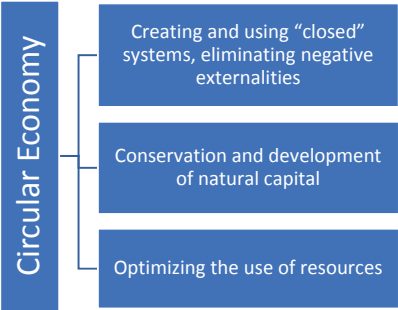 Circular Economy
Creating and using “closed”
systems, eliminating negative
externalities
Conservation and development
of natural capital
Optimizing the use of resources